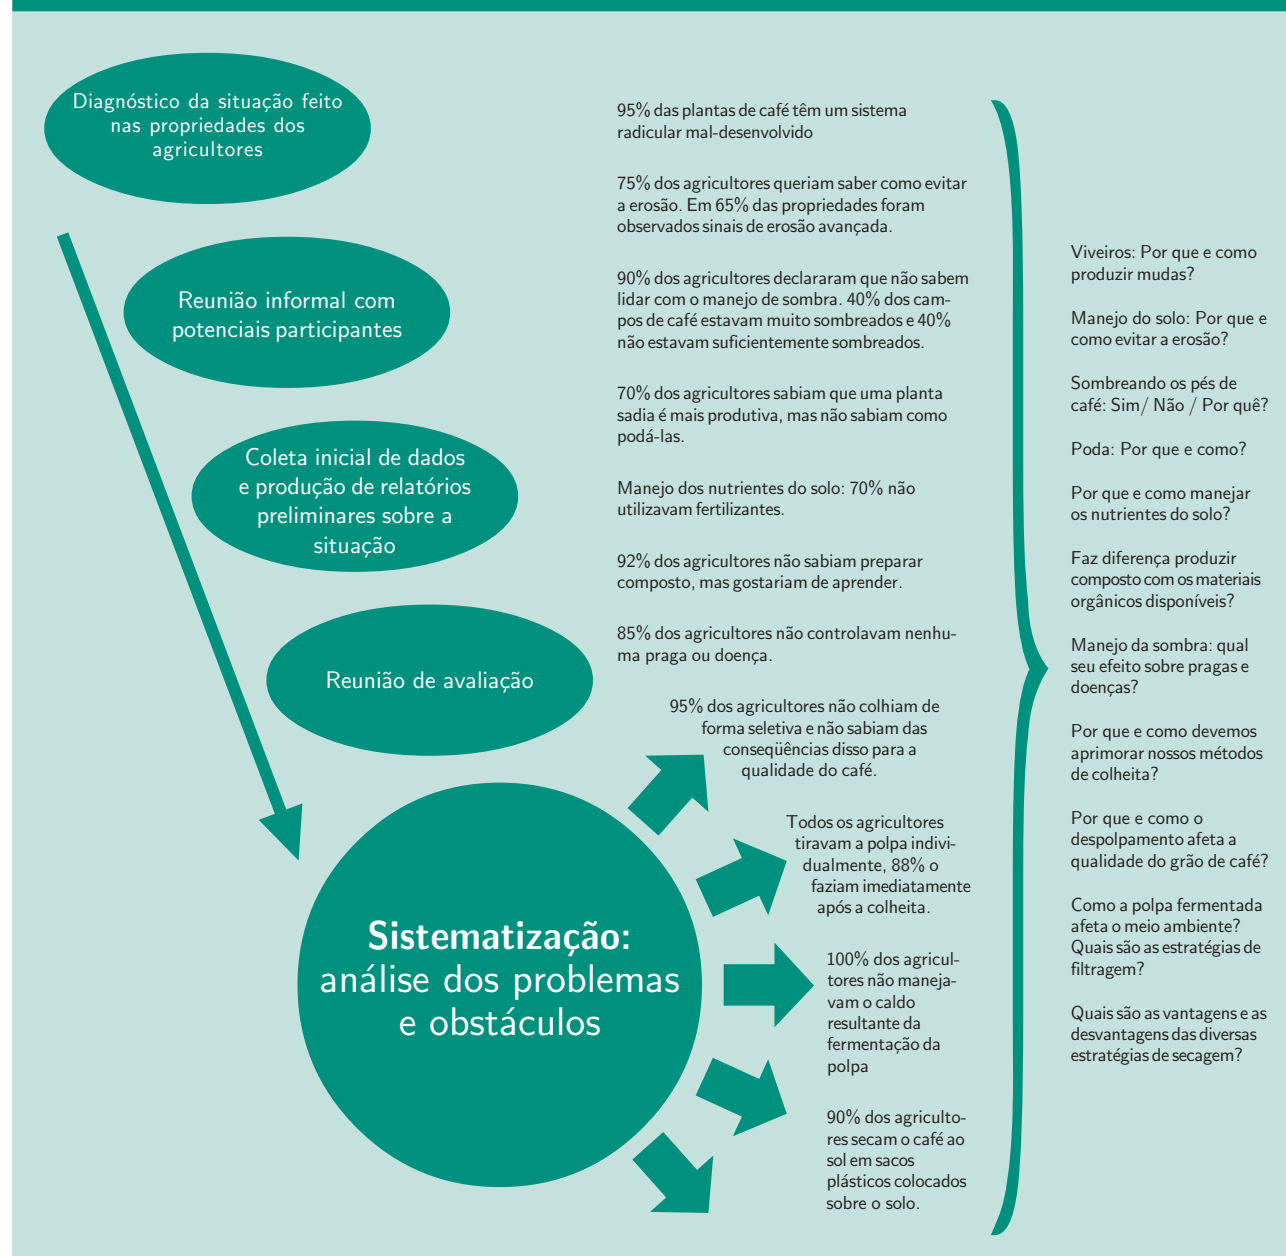 Diagnóstico da situação feito
nas propriedades dos
agricultores
Reunião informal com
potenciais participantes
Coleta inicial de dados
e produção de relatórios
preliminares sobre a
situação
Reunião de avaliação
Sistematização:
análise dos problemas
e obstáculos
95% das plantas de café têm um sistema
radicular mal-desenvolvido
75% dos agricultores queriam saber como evitar
a erosão. Em 65% das propriedades foram
observados sinais de erosão avançada.
90% dos agricultores declararam que não sabem
lidar com o manejo de sombra. 40% dos cam-
pos de café estavam muito sombreados e 40%
não estavam suficientemente sombreados.
70% dos agricultores sabiam que uma planta
sadia é mais produtiva, mas não sabiam como
podá-las.
Manejo dos nutrientes do solo: 70% não
utilizavam fertilizantes.
92% dos agricultores não sabiam preparar
composto, mas gostariam de aprender.
85% dos agricultores não controlavam nenhu-
ma praga ou doença.
95% dos agricultores não colhiam de
forma seletiva e não sabiam das
conseqüências disso para a
qualidade do café.
Todos os agricultores
tiravam a polpa indivi-
dualmente, 88% o
faziam imediatamente
após a colheita.
100% dos agricul-
tores não maneja-
vam o caldo
resultante da
fermentação da
polpa
90% dos agriculto-
res secam o café ao
sol em sacos
plásticos colocados
sobre o solo.
Viveiros: Por que e como
produzir mudas?
Manejo do solo: Por que e
como evitar a erosão?
Sombreando os pés de
café: Sim/ Não / Por quê?
Poda: Por que e como?
Por que e como manejar
os nutrientes do solo?
Faz diferença produzir
composto com os materiais
orgânicos disponíveis?
Manejo da sombra: qual
seu efeito sobre pragas e
doenças?
Por que e como devemos
aprimorar nossos métodos
de colheita?
Por que e como o
despolpamento afeta a
qualidade do grão de café?
Como a polpa fermentada
afeta o meio ambiente?
Quais são as estratégias de
filtragem?
Quais são as vantagens e as
desvantagens das diversas
estratégias de secagem?